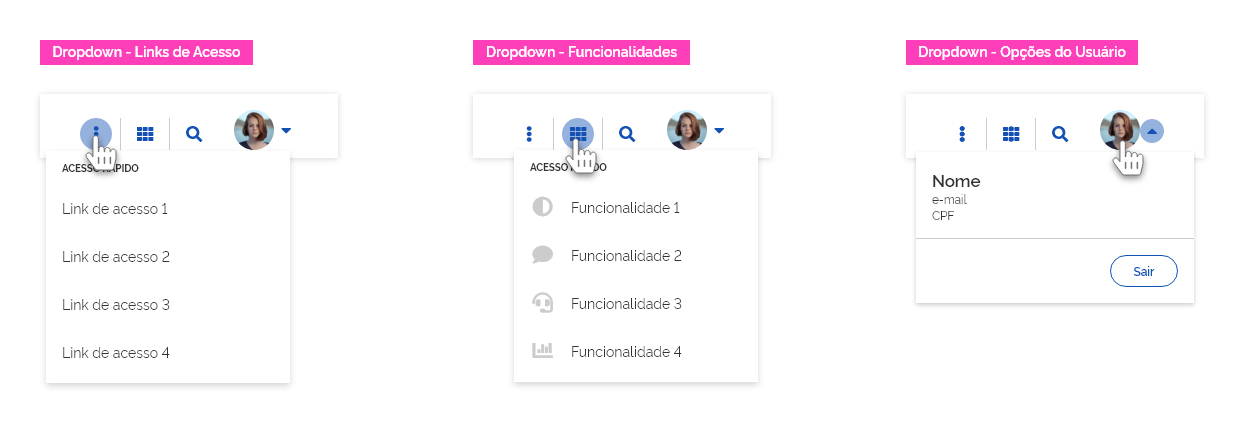 Dropdown - Links de Acesso
ACESSO RÁPIDO
Link de acesso 1
Link de acesso 2
Link de acesso 3
Link de acesso 4
Dropdown - Funcionalidades
ACESSO RÁPIDO
Funcionalidade 1
Funcionalidade 2
Funcionalidade 3
Funcionalidade 4
Dropdown - Opções do Usuário
Nome
e-mail
CPF
Sair